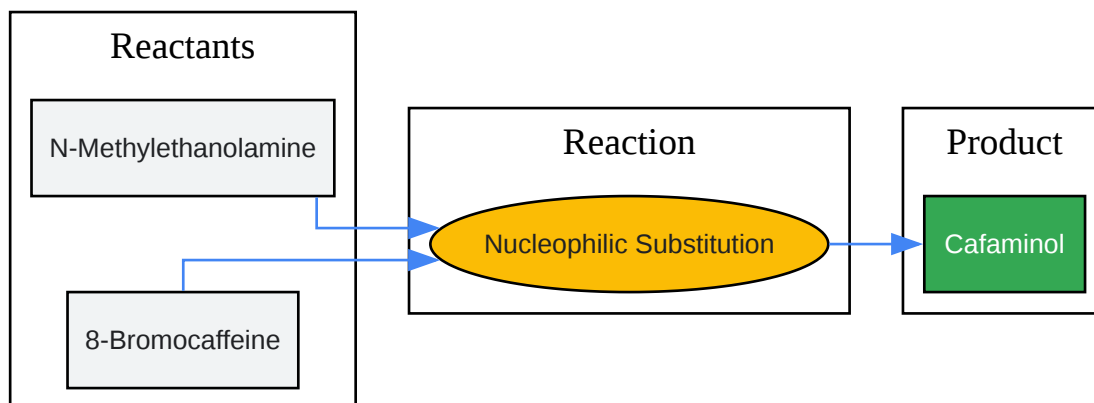 Reactants
N-Methylethanolamine
8-Bromocaffeine
Reaction
Nucleophilic Substitution
Product
Cafaminol